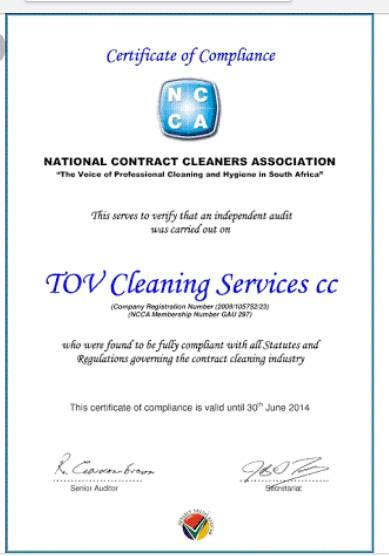 Certificate of Compliance
N C
C A
NATIONAL CONTRACT CLEANERS ASSOCIATION
"The Voice of Professional Cleaning and Hygiene in South Africa"
This serves to verify that an independent audit
was carried out on
TOV Cleaning Services cc
(Company Registration Number (2009/105752/23)
(NCCA Membership Number GAU 297)
who were found to be fully compliant with all Statutes and
Regulations governing the contract cleaning industry
This certificate of compliance is valid until 30th June 2014
Senior Auditor
Secretariat